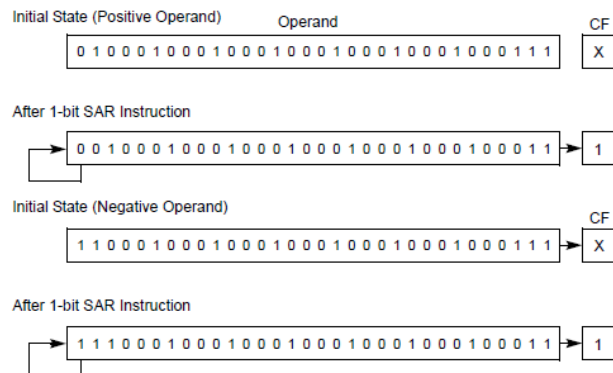 Initial State (Positive Operand) Operand CF
0 1 0 0 0 1 0 0 0 1 0 0 0 1 0 0 0 1 0 0 0 1 0 0 0 1 0 0 0 1 1 1 X
After 1-bit SAR Instruction
0 0 1 0 0 0 1 0 0 0 1 0 0 0 1 0 0 0 1 0 0 0 1 0 0 0 1 0 0 0 1 1 1
Initial State (Negative Operand) CF
1 1 0 0 0 1 0 0 0 1 0 0 0 1 0 0 0 1 0 0 0 1 0 0 0 1 0 0 0 1 1 1 X
After 1-bit SAR Instruction
1 1 1 0 0 0 1 0 0 0 1 0 0 0 1 0 0 0 1 0 0 0 1 0 0 0 1 0 0 0 1 1 1